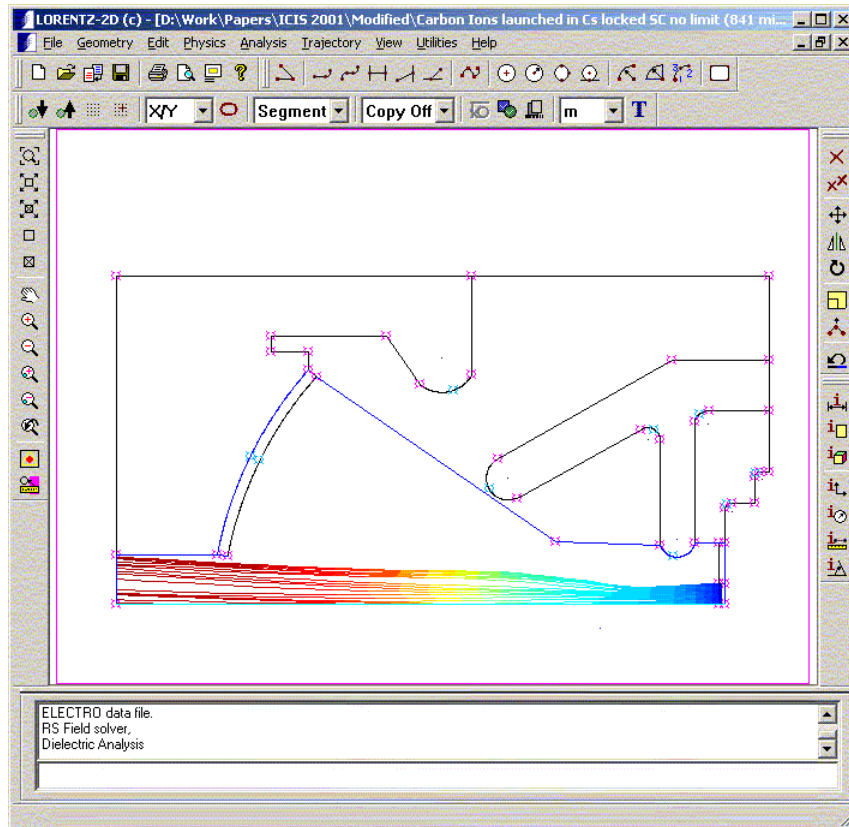 LORENTZ-2D (c) - [D:\Work\Papers\ICIS 2001\Modified\Carbon Ions launched in Cs locked SC no limit (841 mi...
File Geometry Edit Physics Analysis Trajectory View Utilities Help
X/Y Segment Copy Off m T
ELECTRO data file.
RS Field solver,
Dielectric Analysis